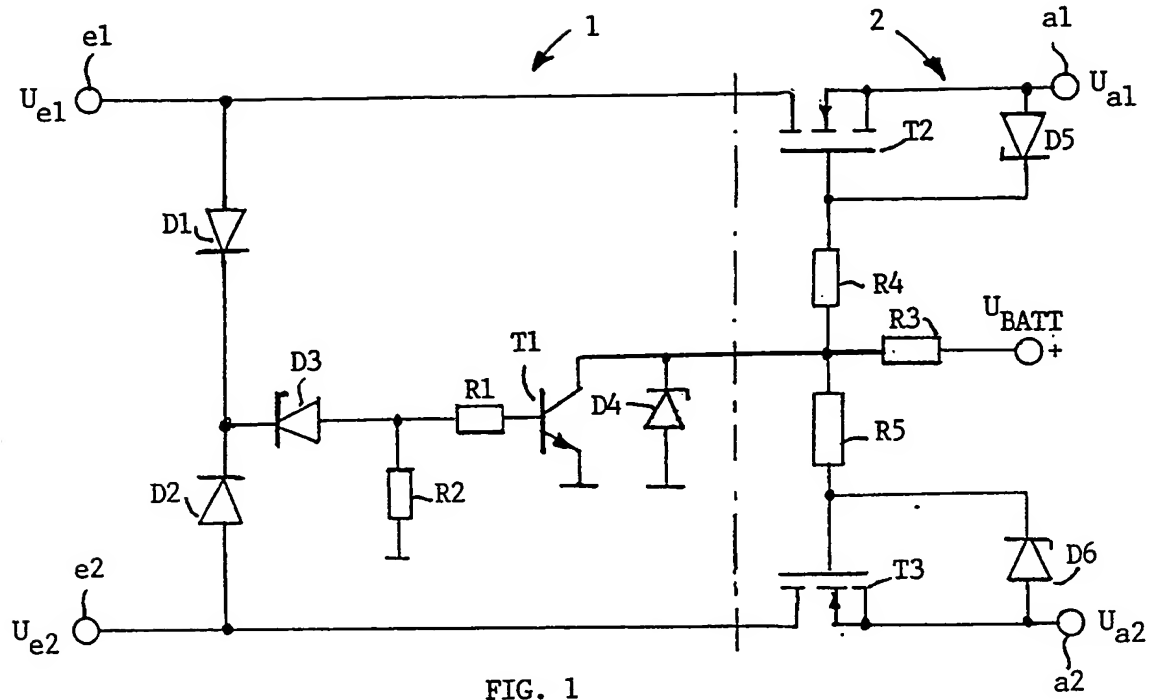 e1
1
2
a1
U_e1
U_a1
T2
D5
D1
R4
U_BATT
R3
+
D3
T1
R1
D4
R5
D2
R2
e2
T3
D6
U_e2
U_a2
a2
FIG. 1